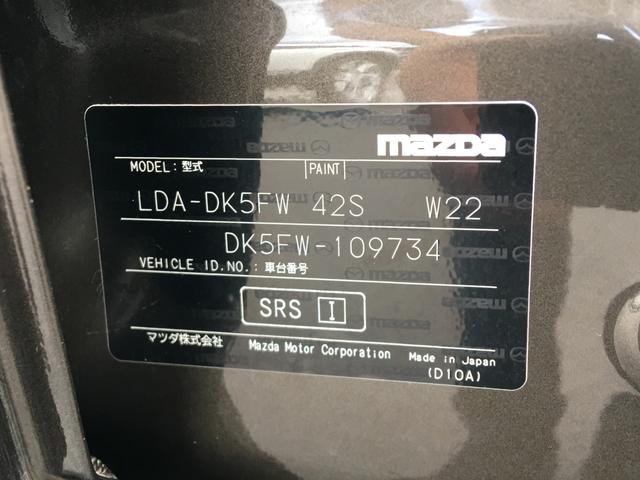 mazda
MODEL:型式 PAINT
LDA-DK5FW 42S W22
DK5FW-109734
VEHICLE ID.NO.:車台番号
SRS I
マツダ株式会社 Mazda Motor Corporation Made in Japan
(D10A)